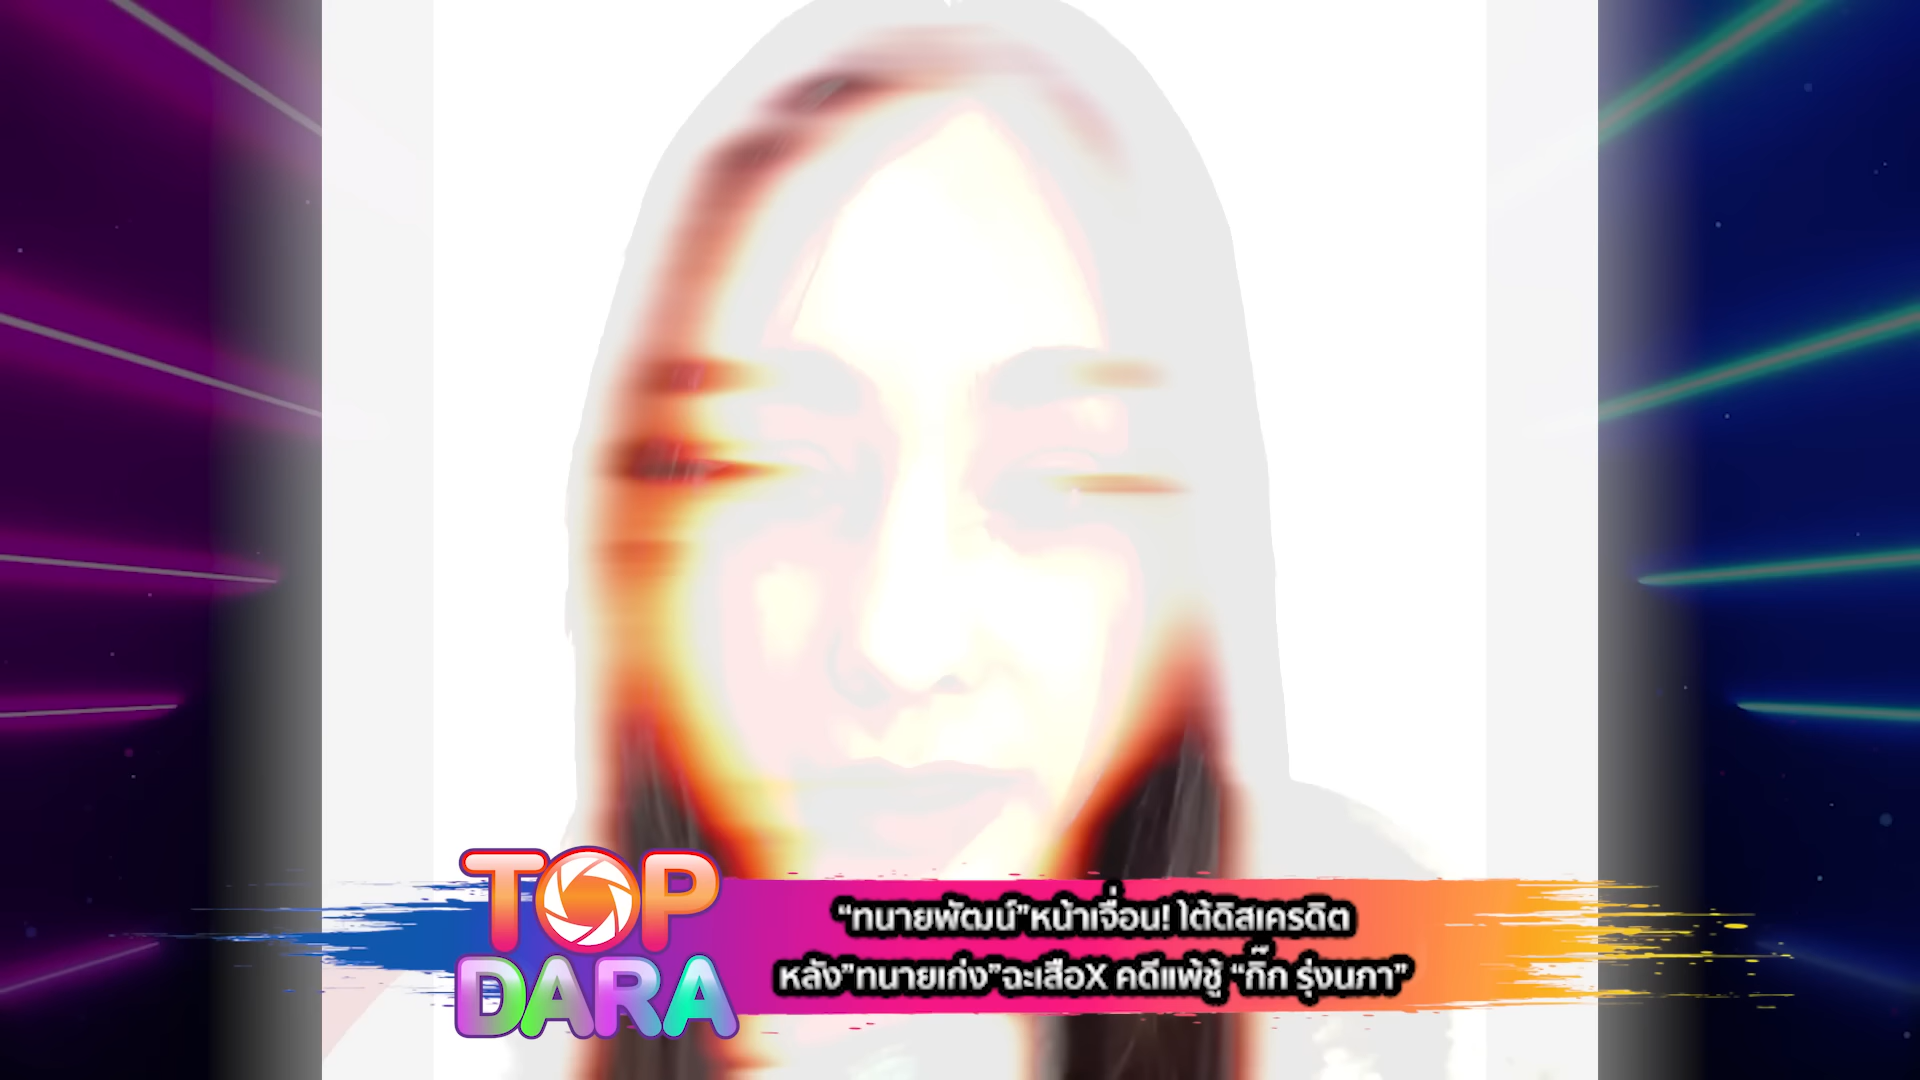 TOP
DARA
“ทนายพัฒน์”หน้าเจื่อน! โต้ดิสเครดิต
หลัง”ทนายเก่ง”ฉะเสือX คดีแพ้ชู้ “กิ๊ก รุ่งนภา”